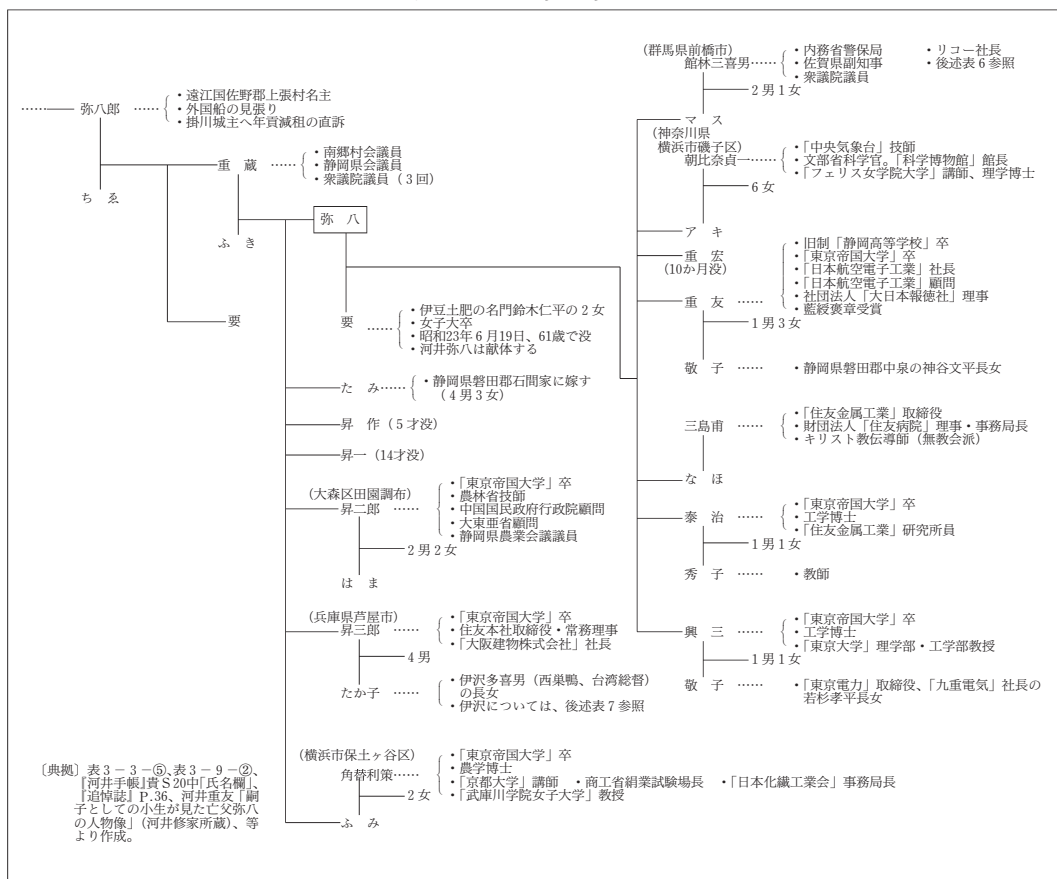 ……弥八郎……
・遠江国佐野郡上張村名主
・外国船の見張り
・掛川城主へ年貢減租の直訴
ちゑ
重蔵……
・南郷村会議員
・静岡県会議員
・衆議院議員（3回）
ふき
要
弥八
要……
・伊豆土肥の名門鈴木仁平の2女
・女子大卒
・昭和23年6月19日、61歳で没
・河井弥八は献体する
たみ……
・静岡県磐田郡石間家に嫁す
（4男3女）
昇作（5才没）
昇一（14才没）
（大森区田園調布）
昇二郎……
・「東京帝国大学」卒
・農林省技師
・中国国民政府行政院顧問
・大東亜省顧問
・静岡県農業会議議員
2男2女
はま
（兵庫県芦屋市）
昇三郎……
・「東京帝国大学」卒
・住友本社取締役・常務理事
・「大阪建物株式会社」社長
4男
たか子……
・伊沢多喜男（西巣鴨、台湾総督）
の長女
・伊沢については、後述表7参照
（横浜市保土ヶ谷区）
角替利策……
・「東京帝国大学」卒
・農学博士
・「京都大」講師　・商工省絹業試験場長　・「日本化繊工業会」事務局長
・「武庫川学院女子大学」教授
2女
ふみ
（群馬県前橋市）
館林三喜男……
・内務省警保局　・リコー社長
・佐賀県副知事　・後述表6参照
・衆議院議員
2男1女
マス
（神奈川県
横浜市磯子区）
朝比奈貞一……
・「中央気象台」技師
・文部省科学官。「科学博物館」館長
・「フェリス女学院大学」講師、理学博士
6女
アキ
重宏
（10か月没）
重友……
・旧制「静岡高等学校」卒
・「東京帝国大学」卒
・「日本航空電子工業」社長
・「日本航空電子工業」顧問
・社団法人「大日本報徳社」理事
・藍綬褒章受賞
1男3女
敬子……　・静岡県磐田郡中泉の神谷文平長女
三島甫……
・「住友金属工業」取締役
・財団法人「住友病院」理事・事務局長
・キリスト教伝導師（無教会派）
なほ
泰治……
・「東京帝国大学」卒
・工学博士
・「住友金属工業」研究所員
1男1女
秀子……　・教師
興三……
・「東京帝国大学」卒
・工学博士
・「東京大学」理学部・工学部教授
1男1女
敬子……　・「東京電力」取締役、「九重電気」社長の
若杉孝平長女
〔典拠〕表3－3－⑤、表3－9－②、
『河井手帳』貴S20中「氏名欄」、
『追悼誌』P.36、河井重友「嗣
子としての小生が見た亡父弥八
の人物像」（河井修家所蔵）、等
より作成。